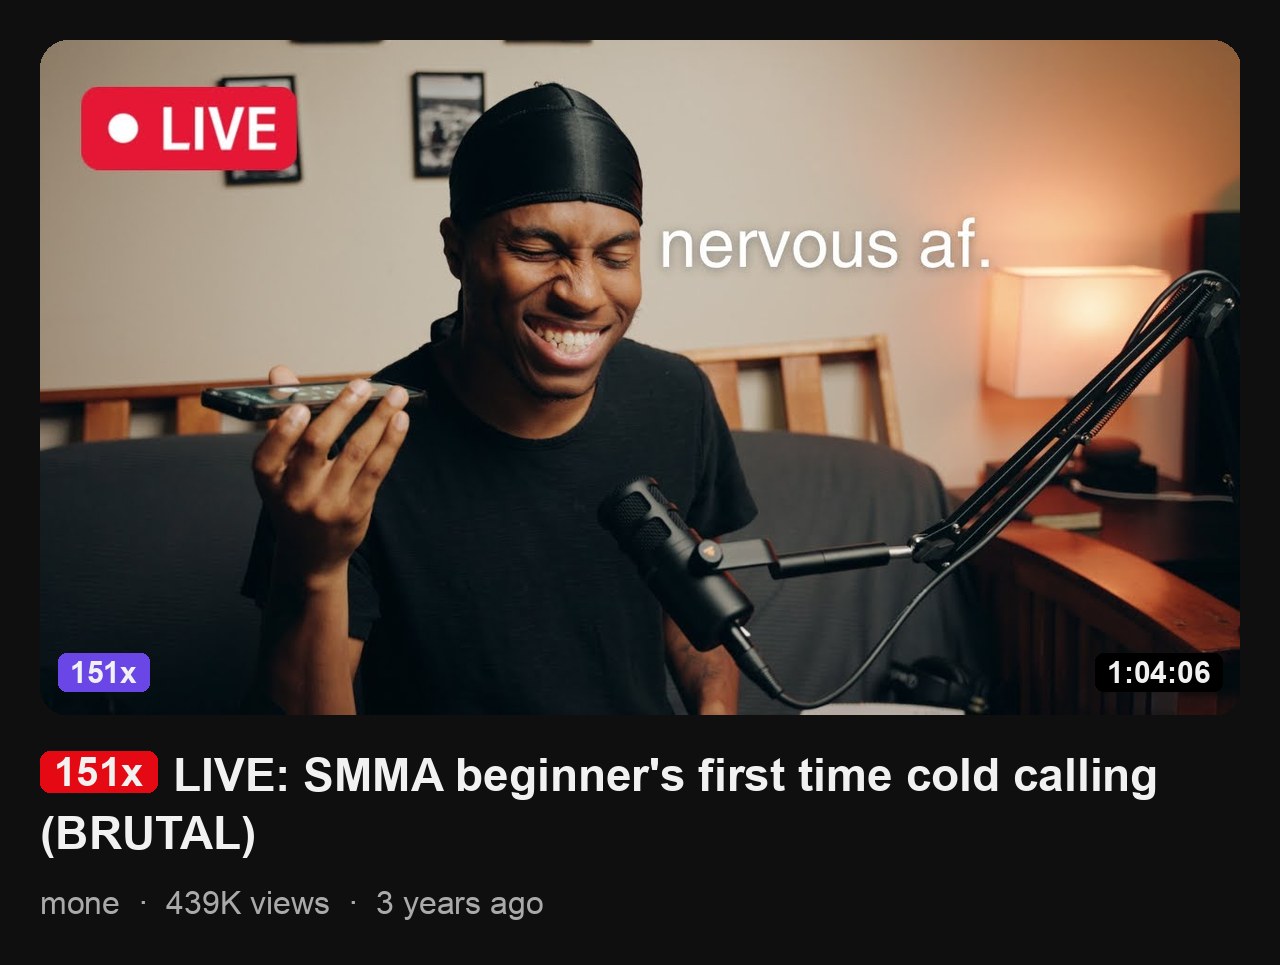 LIVE
nervous af.
151x
1:04:06
151x LIVE: SMMA beginner's first time cold calling
(BRUTAL)
mone · 439K views · 3 years ago